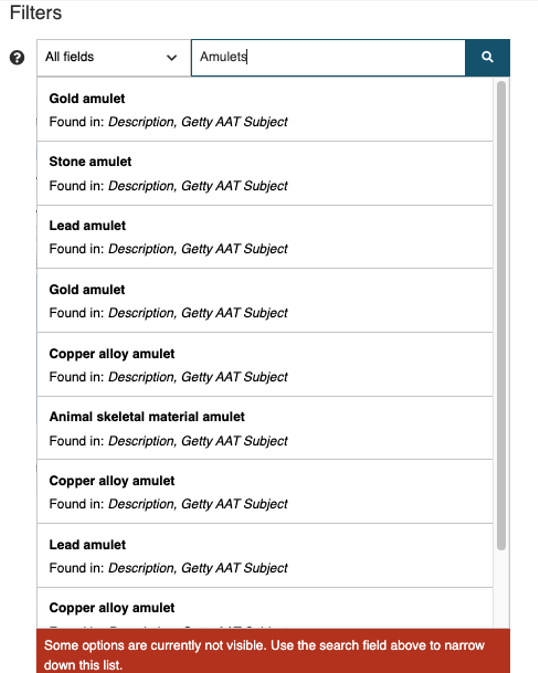 Filters
All fields
Amulets
Gold amulet
Found in: Description, Getty AAT Subject
Stone amulet
Found in: Description, Getty AAT Subject
Lead amulet
Found in: Description, Getty AAT Subject
Gold amulet
Found in: Description, Getty AAT Subject
Copper alloy amulet
Found in: Description, Getty AAT Subject
Animal skeletal material amulet
Found in: Description, Getty AAT Subject
Copper alloy amulet
Found in: Description, Getty AAT Subject
Lead amulet
Found in: Description, Getty AAT Subject
Copper alloy amulet
Some options are currently not visible. Use the search field above to narrow
down this list.